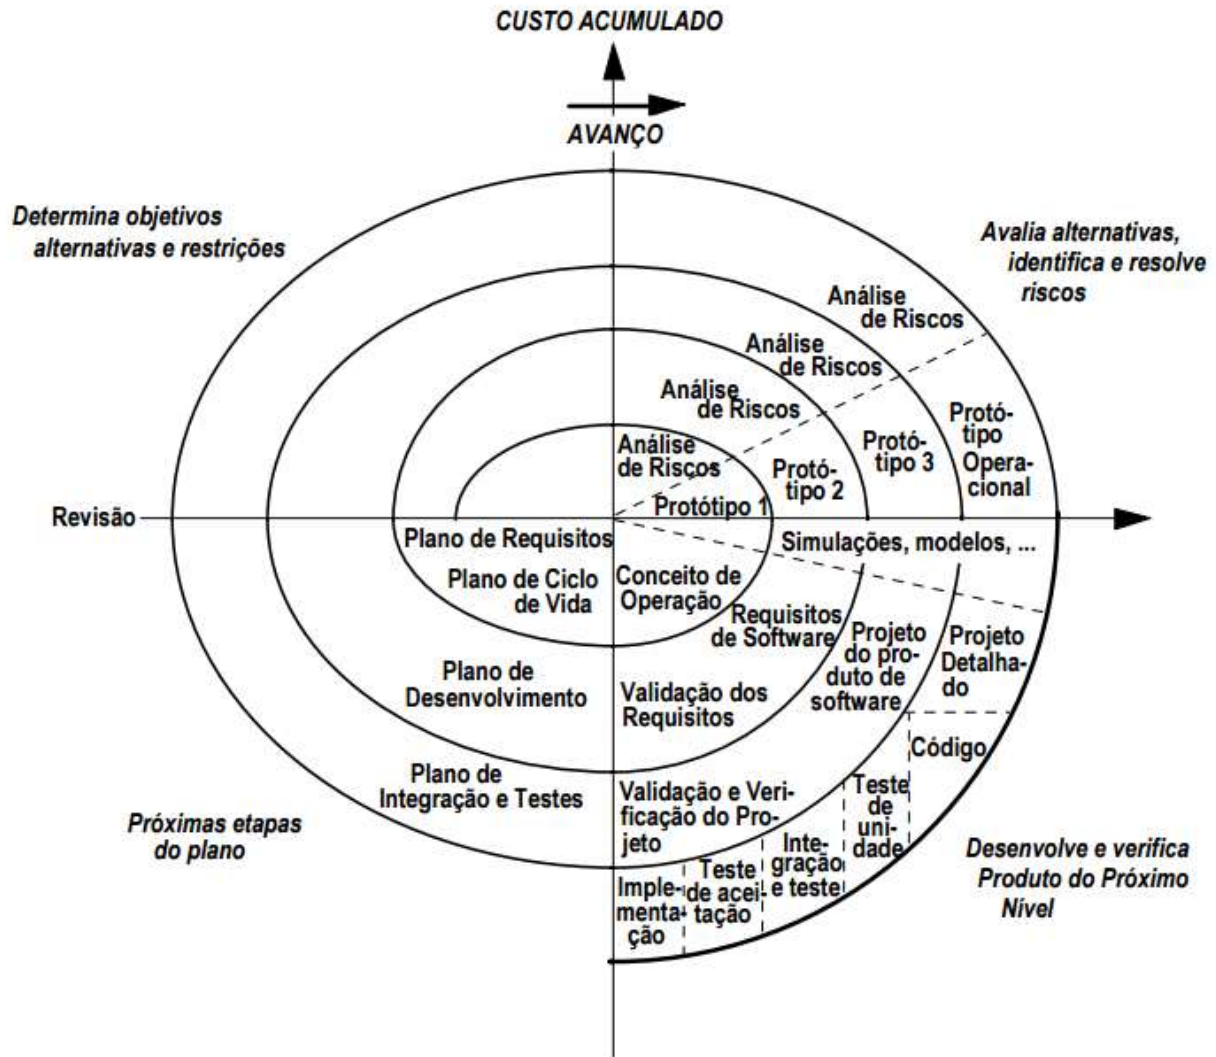 CUSTO ACUMULADO
AVANÇO
Determina objetivos
alternativas e restrições
Avalia alternativas,
identifica e resolve
riscos
Análise
de Riscos
Análise
de Riscos
Análise
de Riscos
Análise
de Riscos
Protótipo 1
Protó-
tipo 2
Protó-
tipo 3
Protó-
tipo
Opera-
cional
Revisão
Plano de Requisitos
Plano de Ciclo
de Vida
Conceito de
Operação
Simulações, modelos, ...
Requisitos
de Software
Projeto
do pro-
duto de
software
Projeto
Detalha-
do
Plano de
Desenvolvimento
Validação dos
Requisitos
Código
Plano de
Integração e Testes
Validação e Veri-
ficação do Pro-
jeto
Teste
de
uni-
dade
Inte-
gração
e teste
Teste
de acei-
tação
Imple-
menta-
ção
Próximas etapas
do plano
Desenvolve e verifica
Produto do Próximo
Nível